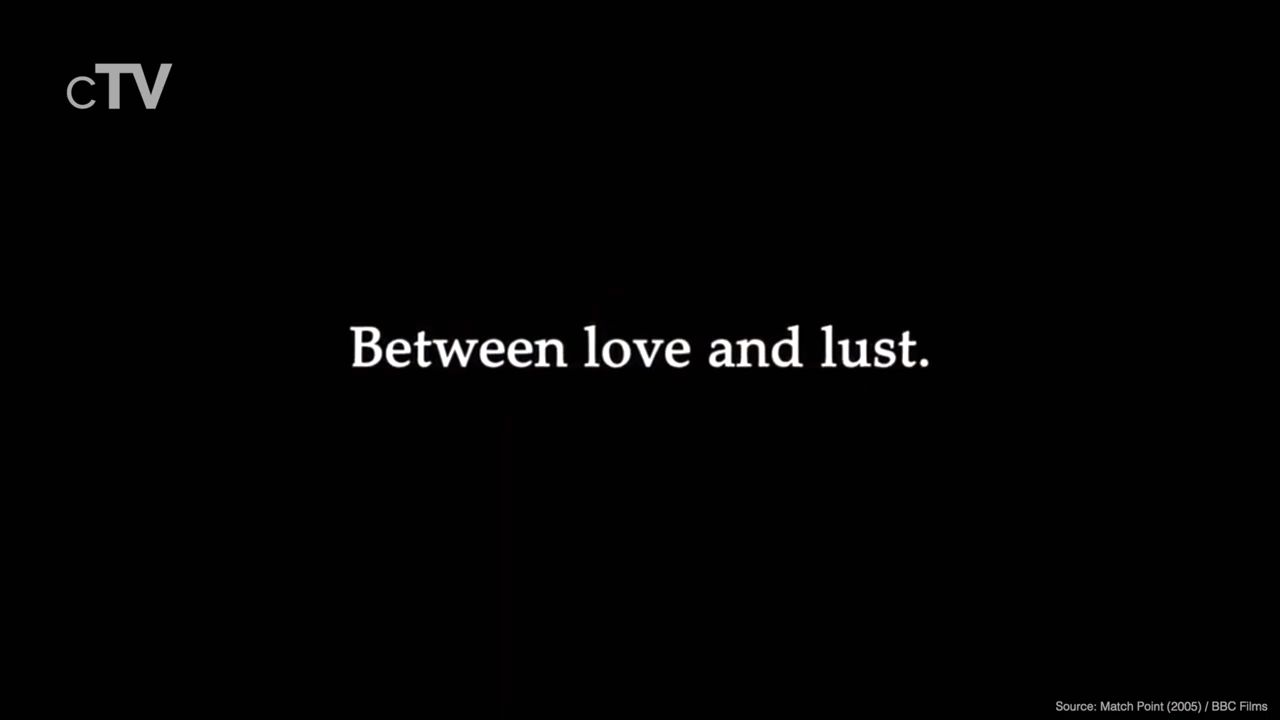 cTV
Between love and lust.
Source: Match Point (2005) / BBC Films